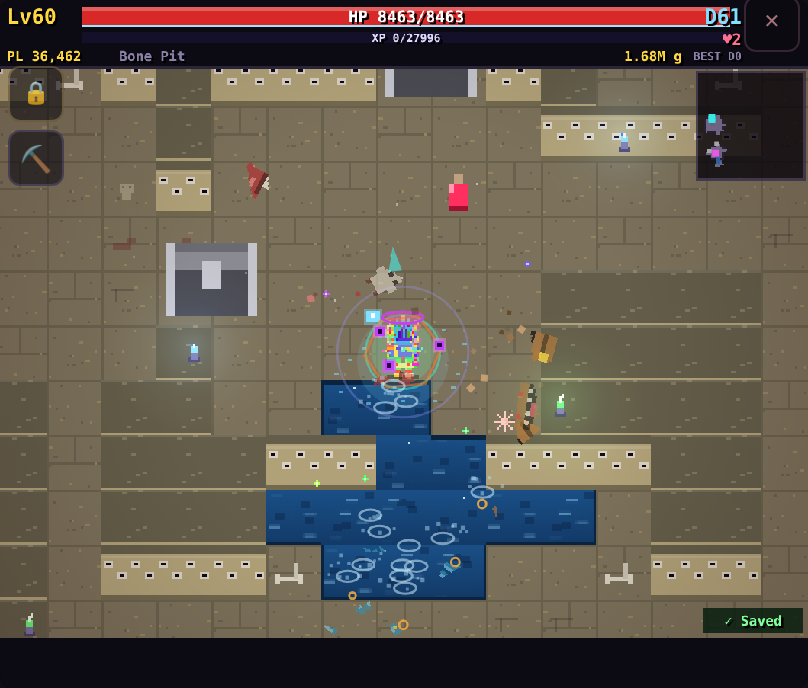 Lv60
HP 8463/8463
D61
XP 0/27996
♥2
PL 36,462
Bone Pit
1.68M g
BEST D0
✓ Saved